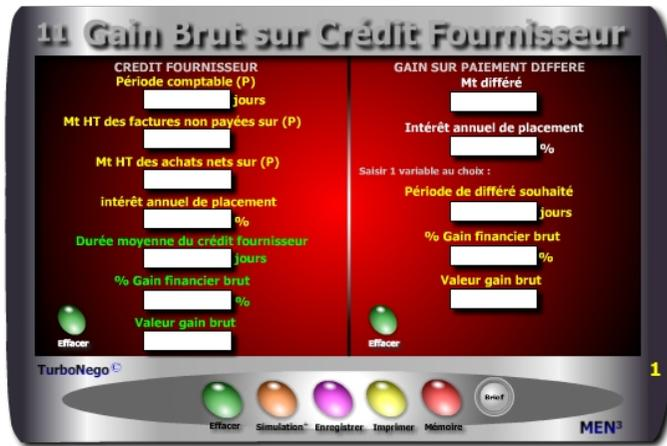 11 Gain Brut sur Crédit Fournisseur
CREDIT FOURNISSEUR
Période comptable (P)
jours
Mt HT des factures non payées sur (P)
Mt HT des achats nets sur (P)
intérêt annuel de placement
%
Durée moyenne du crédit fournisseur
jours
% Gain financier brut
%
Valeur gain brut
Effacer
GAIN SUR PAIEMENT DIFFERE
Mt différé
Intérêt annuel de placement
%
Saisir 1 variable au choix :
Période de différé souhaité
jours
% Gain financier brut
%
Valeur gain brut
Effacer
TurboNego©
1
Effacer Simulation+ Enregistrer Imprimer Mémoire
Brief
MEN³